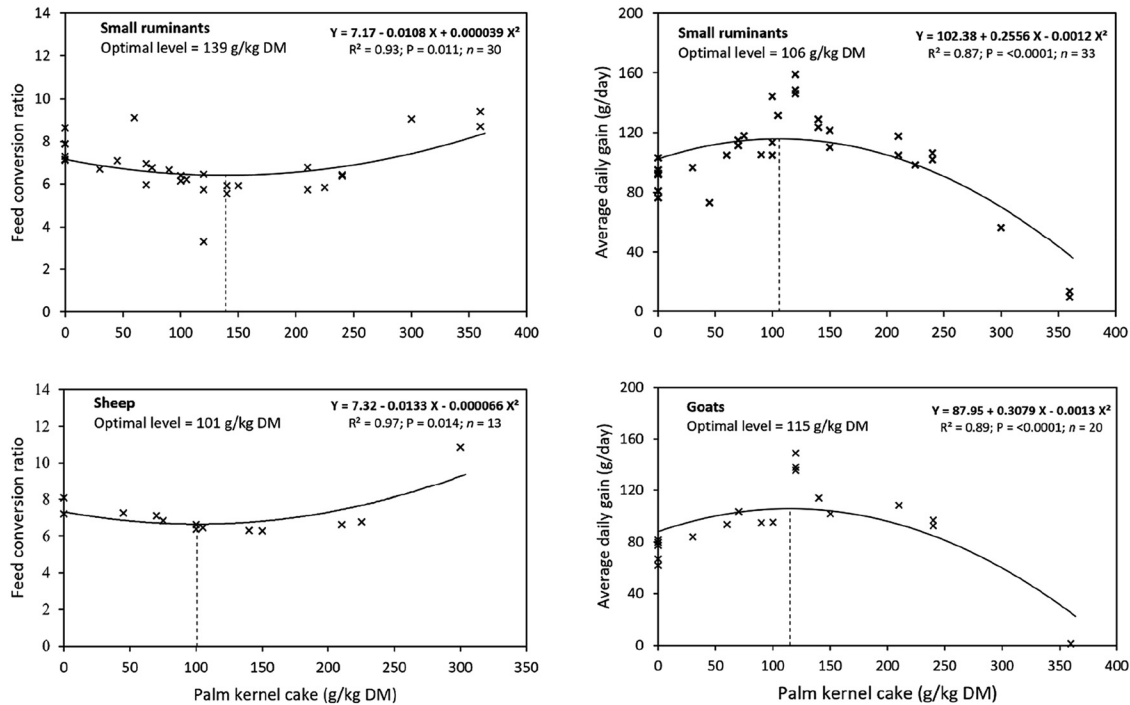 Small ruminants
Optimal level = 139 g/kg DM
Y = 7.17 - 0.0108 X + 0.000039 X²
R² = 0.93; P = 0.011; n = 30
Feed conversion ratio
14
12
10
8
6
4
2
0
0 50 100 150 200 250 300 350 400
Small ruminants
Optimal level = 106 g/kg DM
Y = 102.38 + 0.2556 X - 0.0012 X²
R² = 0.87; P = <0.0001; n = 33
Average daily gain (g/day)
200
160
120
80
40
0
0 50 100 150 200 250 300 350 400
Sheep
Optimal level = 101 g/kg DM
Y = 7.32 - 0.0133 X - 0.000066 X²
R² = 0.97; P = 0.014; n = 13
Feed conversion ratio
14
12
10
8
6
4
2
0
0 50 100 150 200 250 300 350
Palm kernel cake (g/kg DM)
Goats
Optimal level = 115 g/kg DM
Y = 87.95 + 0.3079 X - 0.0013 X²
R² = 0.89; P = <0.0001; n = 20
Average daily gain (g/day)
200
160
120
80
40
0
0 50 100 150 200 250 300 350 400
Palm kernel cake (g/kg DM)